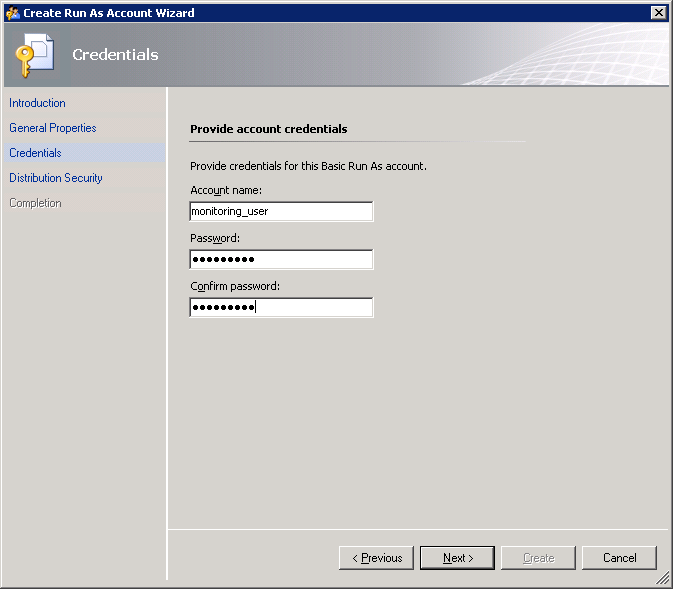 Create Run As Account Wizard
Credentials
Introduction
General Properties
Credentials
Distribution Security
Completion
Provide account credentials
Provide credentials for this Basic Run As account.
Account name:
monitoring_user
Password:
●●●●●●●●●
Confirm password:
●●●●●●●●●
< Previous
Next >
Create
Cancel